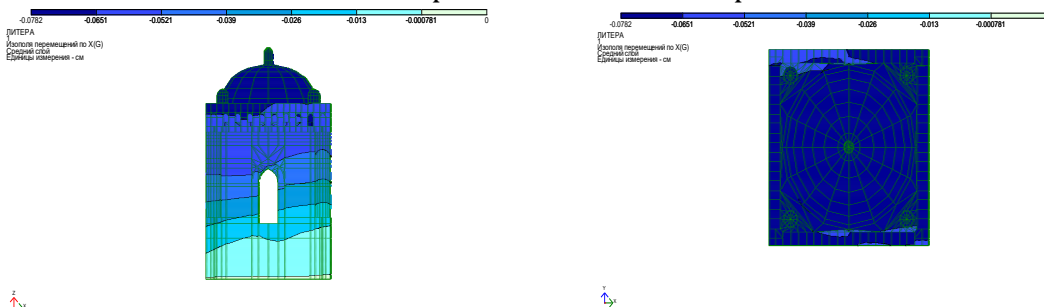 -0.0782 -0.0651 -0.0521 -0.039 -0.026 -0.013 -0.000781 0
ЛИТЕРА
1
Изополя перемещений по X(G)
Средний слой
Единицы измерения - см
Z
X
-0.0782 -0.0651 -0.0521 -0.039 -0.026 -0.013 -0.000781
ЛИТЕРА
1
Изополя перемещений по X(G)
Средний слой
Единицы измерения - см
Y
X